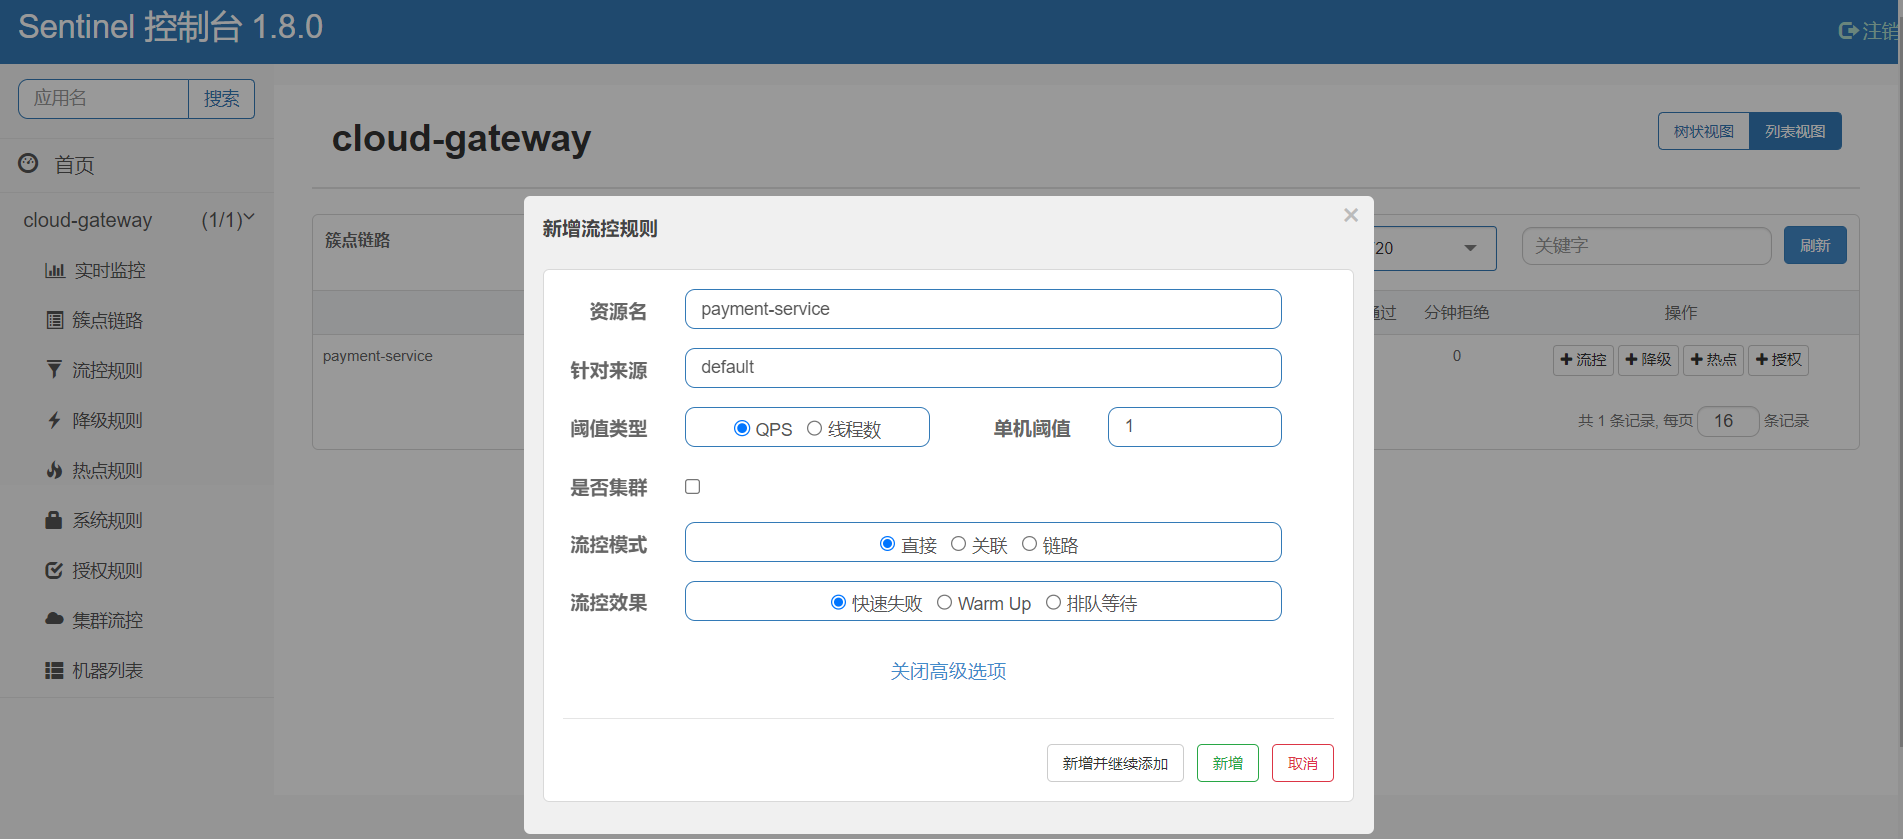 Sentinel 控制台 1.8.0
注销
应用名
搜索
首页
cloud-gateway (1/1)
实时监控
簇点链路
流控规则
降级规则
热点规则
系统规则
授权规则
集群流控
机器列表
cloud-gateway
树状视图
列表视图
簇点链路
20
关键字
刷新
通过
分钟拒绝
操作
payment-service
0
流控
降级
热点
授权
共 1 条记录, 每页 16 条记录
新增流控规则
×
资源名 payment-service
针对来源 default
阈值类型 QPS 线程数 单机阈值 1
是否集群
流控模式 直接 关联 链路
流控效果 快速失败 Warm Up 排队等待
关闭高级选项
新增并继续添加 新增 取消